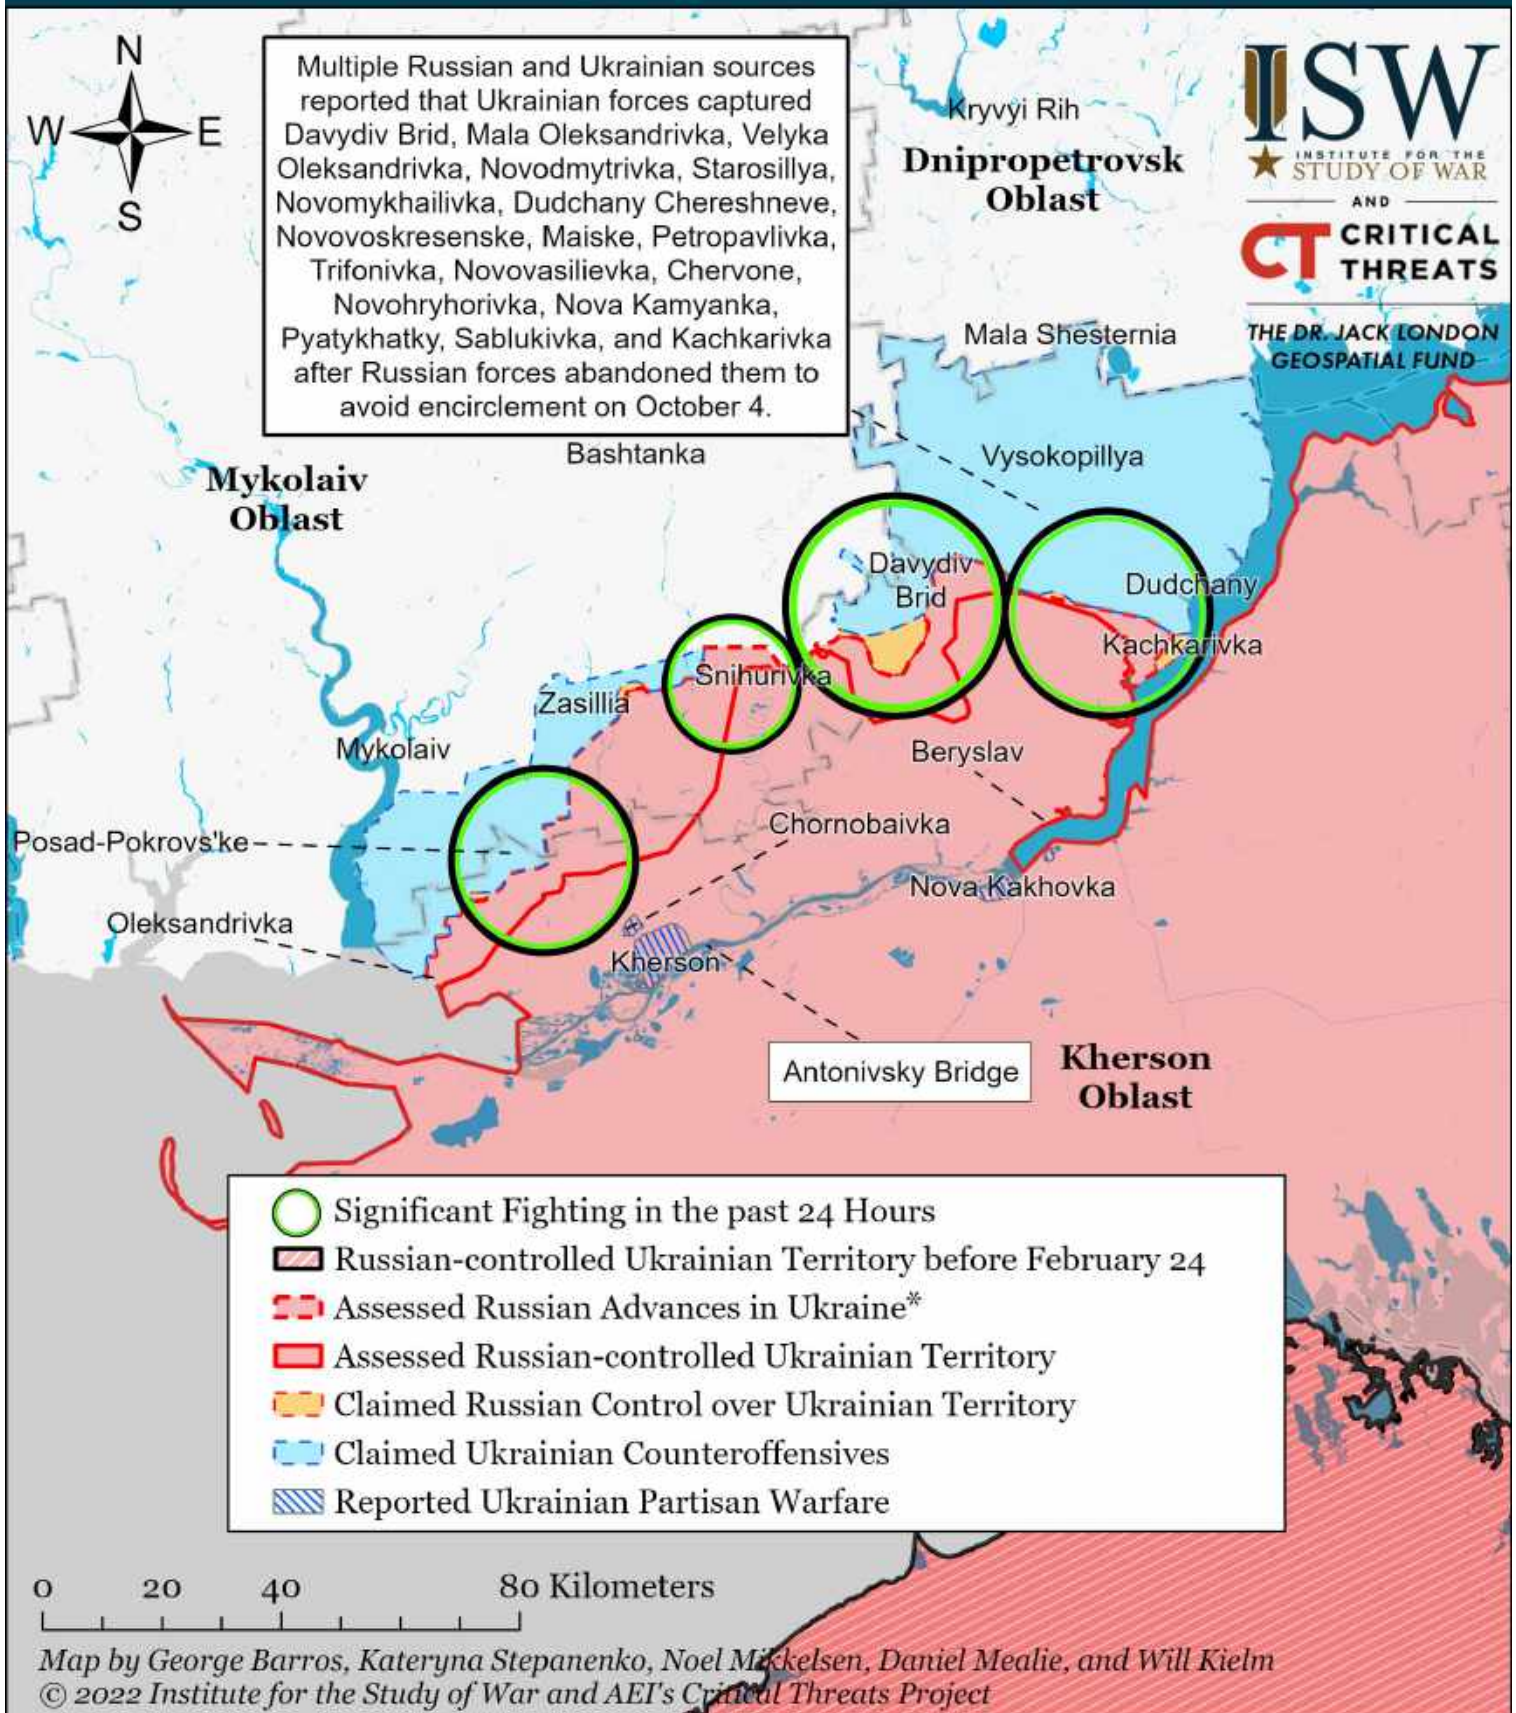 N
W E
S
Multiple Russian and Ukrainian sources
reported that Ukrainian forces captured
Davydiv Brid, Mala Oleksandrivka, Velyka
Oleksandrivka, Novodmytrivka, Starosillya,
Novomykhailivka, Dudchany Chereshneve,
Novovoskresenske, Maiske, Petropavlivka,
Trifonivka, Novovasilievka, Chervone,
Novohryhorivka, Nova Kamyanka,
Pyatykhatky, Sablukivka, and Kachkarivka
after Russian forces abandoned them to
avoid encirclement on October 4.
Kryvyi Rih
Dnipropetrovsk
Oblast
ISW
INSTITUTE FOR THE
STUDY OF WAR
AND
CT CRITICAL
THREATS
THE DR. JACK LONDON
GEOSPATIAL FUND
Mala Shesternia
Bashtanka
Vysokopillya
Mykolaiv
Oblast
Davydiv
Brid
Dudchany
Kachkarivka
Snihurivka
Zasillia
Mykolaiv
Beryslav
Chornobaivka
Posad-Pokrovs'ke
Nova Kakhovka
Oleksandrivka
Kherson
Antonivsky Bridge
Kherson
Oblast
Significant Fighting in the past 24 Hours
Russian-controlled Ukrainian Territory before February 24
Assessed Russian Advances in Ukraine*
Assessed Russian-controlled Ukrainian Territory
Claimed Russian Control over Ukrainian Territory
Claimed Ukrainian Counteroffensives
Reported Ukrainian Partisan Warfare
0 20 40 80 Kilometers
Map by George Barros, Kateryna Stepanenko, Noel Mikkelsen, Daniel Mealie, and Will Kielm
© 2022 Institute for the Study of War and AEI's Critical Threats Project